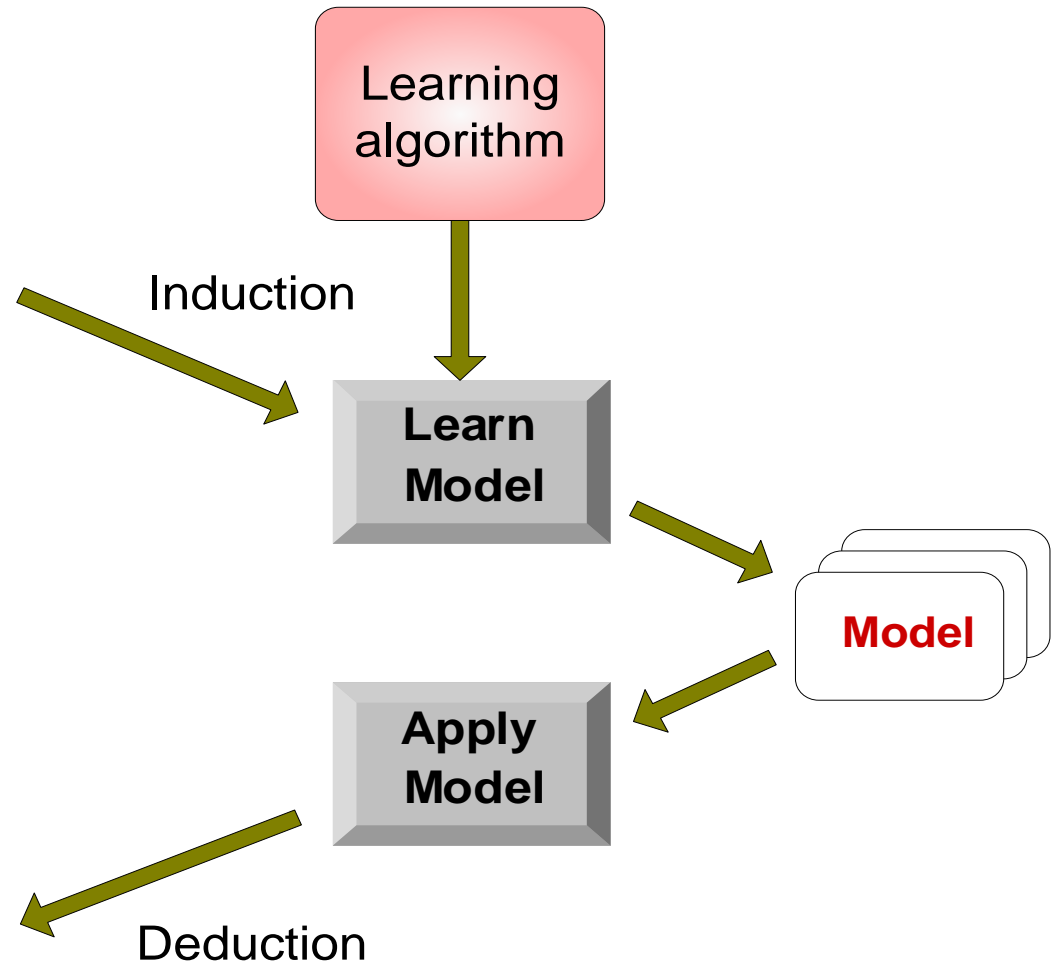 Learning
algorithm
Induction
Learn
Model
Model
Apply
Model
Deduction